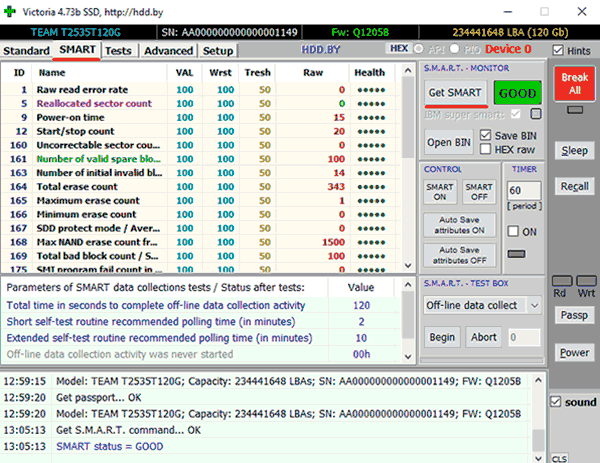 Victoria 4.73b SSD, http://hdd.by
TEAM T2535T120G SN: AA00000000000001149 Fw: Q1205B 234441648 LBA (120 Gb)
Standard SMART Tests Advanced Setup HDD.BY HEX API PIO Device 0 Hints
ID Name VAL Wrst Tresh Raw Health
1 Raw read error rate 100 100 50 0
5 Reallocated sector count 100 100 50 0
9 Power-on time 100 100 50 15
12 Start/stop count 100 100 50 20
160 Uncorrectable sector cou... 100 100 50 0
161 Number of valid spare blo... 100 100 50 100
163 Number of initial invalid bl... 100 100 50 14
164 Total erase count 100 100 50 343
165 Maximum erase count 100 100 50 1
166 Minimum erase count 100 100 50 0
167 SDD protect mode / Aver... 100 100 50 0
168 Max NAND erase count fr... 100 100 50 1500
169 Total bad block count / S... 100 100 50 100
175 SMI program fail count in ... 100 100 50 0
S.M.A.R.T. - MONITOR
Get SMART GOOD
IBM super smart:
Open BIN Save BIN
HEX raw
CONTROL TIMER
SMART ON SMART OFF 60
[ period ]
Auto Save attributes ON ON
Auto Save attributes OFF
S.M.A.R.T. - TEST BOX
Off-line data collect
Begin Abort 0
Break All
Sleep
Recall
Rd Wrt
Passp
Power
sound
CLS
Parameters of SMART data collections tests / Status after tests: Value
Total time in seconds to complete off-line data collection activity 120
Short self-test routine recommended polling time (in minutes) 2
Extended self-test routine recommended polling time (in minutes) 10
Off-line data collection activity was never started 00h
12:59:15 Model: TEAM T2535T120G; Capacity: 234441648 LBAs; SN: AA00000000000001149; FW: Q1205B
12:59:20 Get passport... OK
12:59:20 Model: TEAM T2535T120G; Capacity: 234441648 LBAs; SN: AA00000000000001149; FW: Q1205B
13:05:13 Get S.M.A.R.T. command... OK
13:05:13 SMART status = GOOD